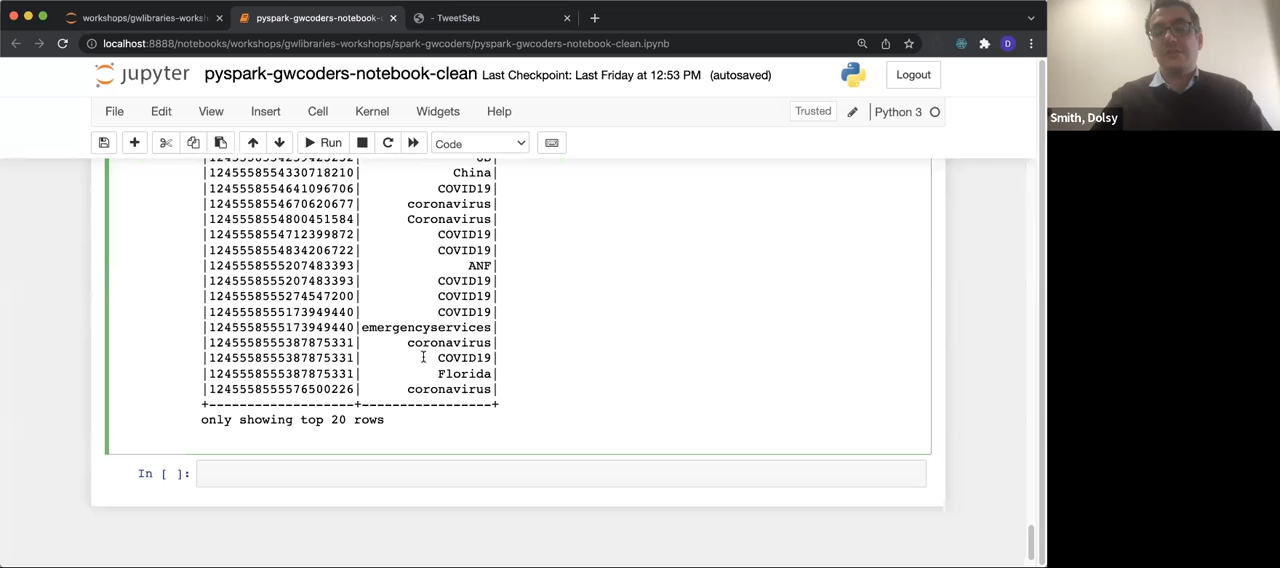 workshops/gwlibraries-worksh
pyspark-gwcoders-notebook-
- TweetSets
localhost:8888/notebooks/workshops/gwlibraries-workshops/spark-gwcoders/pyspark-gwcoders-notebook-clean.ipynb
D
jupyter pyspark-gwcoders-notebook-clean Last Checkpoint: Last Friday at 12:53 PM (autosaved)
Logout
File Edit View Insert Cell Kernel Widgets Help
Trusted
Python 3
Run
Code
Smith, Dolsy
|1245558554330718210| China|
|1245558554641096706| COVID19|
|1245558554670620677| coronavirus|
|1245558554800451584| Coronavirus|
|1245558554712399872| COVID19|
|1245558554834206722| COVID19|
|1245558555207483393| ANF|
|1245558555207483393| COVID19|
|1245558555274547200| COVID19|
|1245558555173949440| COVID19|
|1245558555173949440|emergencyservices|
|1245558555387875331| coronavirus|
|1245558555387875331| COVID19|
|1245558555387875331| Florida|
|1245558555576500226| coronavirus|
+-------------------+-----------------+
only showing top 20 rows
In [ ]: